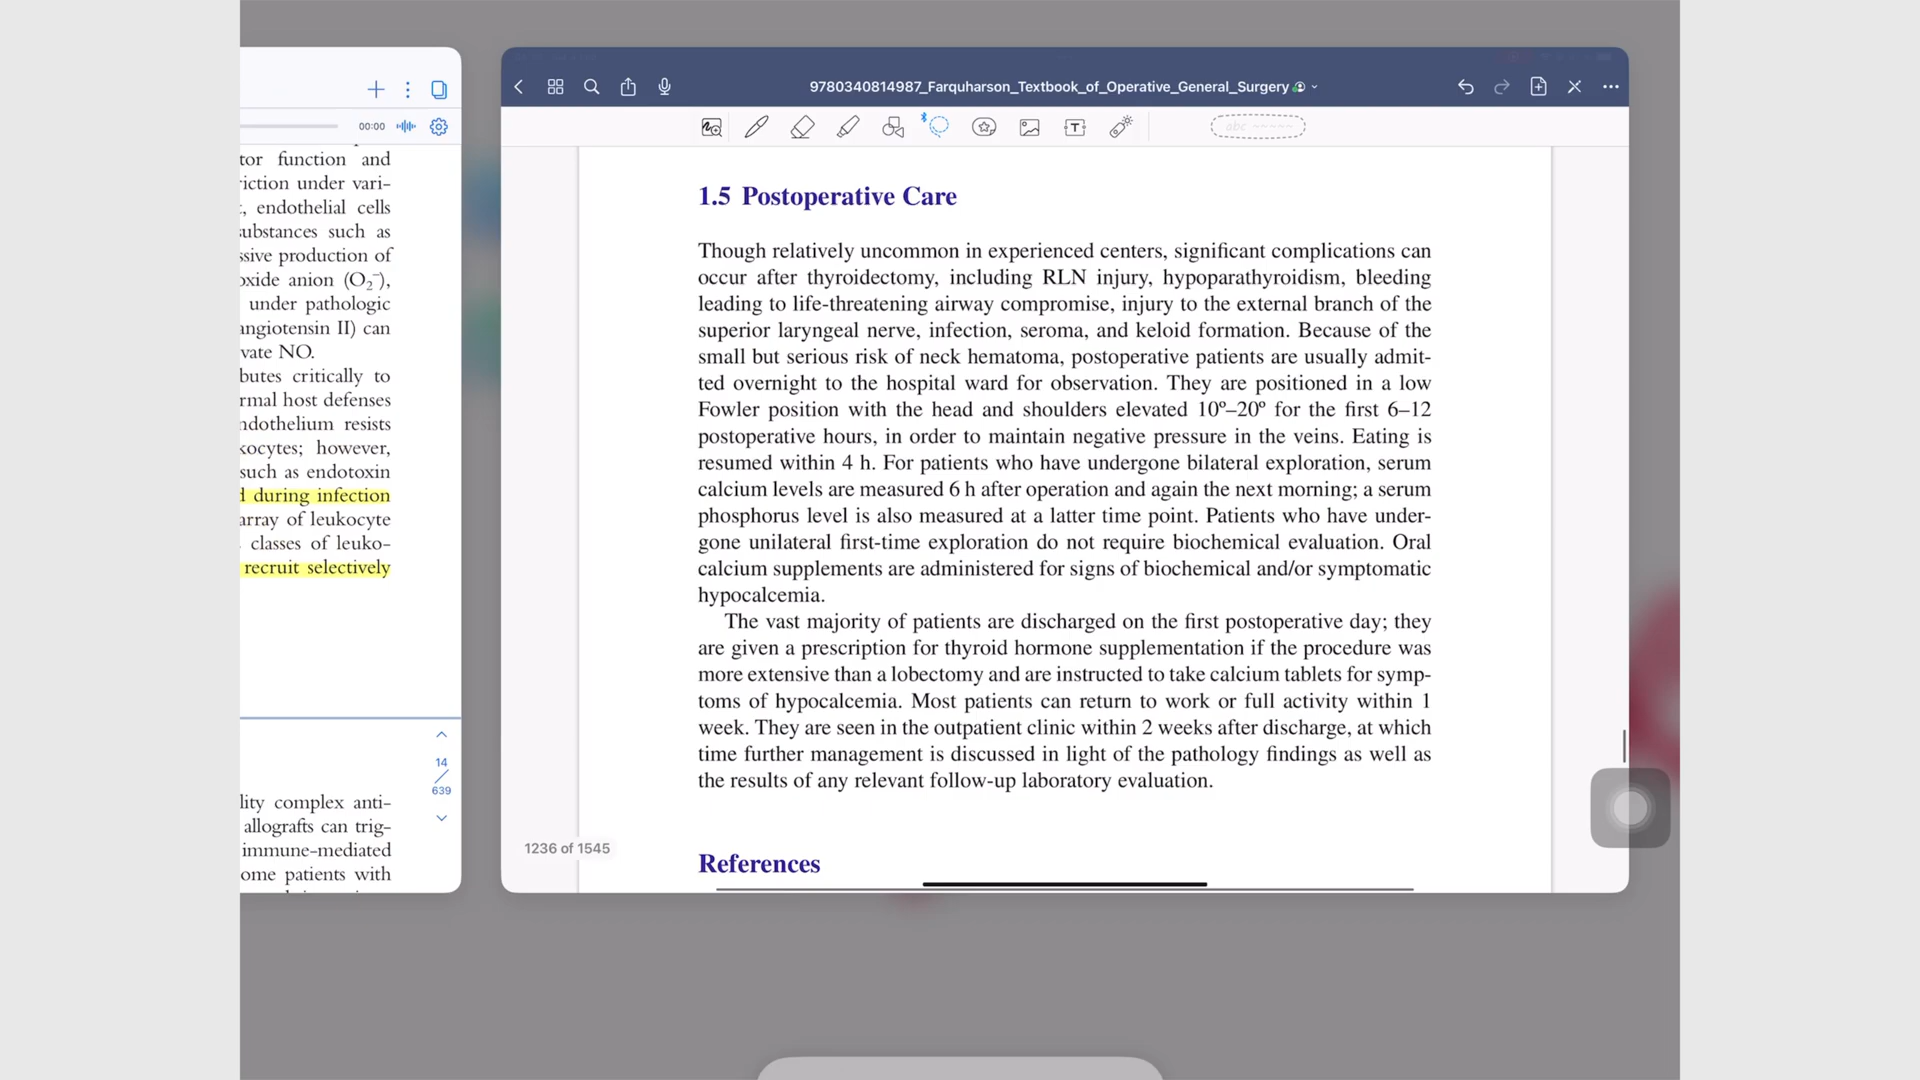 00:00
tor function and
riction under vari-
, endothelial cells
substances such as
ssive production of
oxide anion (O₂⁻),
under pathologic
angiotensin II) can
vate NO.
butes critically to
rmal host defenses
ndothelium resists
kocytes; however,
such as endotoxin
d during infection
array of leukocyte
classes of leuko-
recruit selectively
14
639
lity complex anti-
allografts can trig-
immune-mediated
ome patients with
9780340814987_Farquharson_Textbook_of_Operative_General_Surgery
abc
1.5 Postoperative Care
Though relatively uncommon in experienced centers, significant complications can
occur after thyroidectomy, including RLN injury, hypoparathyroidism, bleeding
leading to life-threatening airway compromise, injury to the external branch of the
superior laryngeal nerve, infection, seroma, and keloid formation. Because of the
small but serious risk of neck hematoma, postoperative patients are usually admit-
ted overnight to the hospital ward for observation. They are positioned in a low
Fowler position with the head and shoulders elevated 10º–20º for the first 6–12
postoperative hours, in order to maintain negative pressure in the veins. Eating is
resumed within 4 h. For patients who have undergone bilateral exploration, serum
calcium levels are measured 6 h after operation and again the next morning; a serum
phosphorus level is also measured at a latter time point. Patients who have under-
gone unilateral first-time exploration do not require biochemical evaluation. Oral
calcium supplements are administered for signs of biochemical and/or symptomatic
hypocalcemia.
The vast majority of patients are discharged on the first postoperative day; they
are given a prescription for thyroid hormone supplementation if the procedure was
more extensive than a lobectomy and are instructed to take calcium tablets for symp-
toms of hypocalcemia. Most patients can return to work or full activity within 1
week. They are seen in the outpatient clinic within 2 weeks after discharge, at which
time further management is discussed in light of the pathology findings as well as
the results of any relevant follow-up laboratory evaluation.
1236 of 1545
References